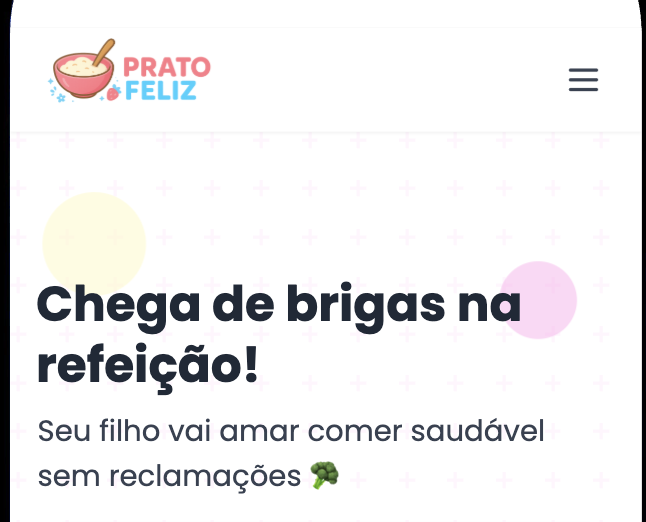 PRATO
FELIZ
Chega de brigas na
refeição!
Seu filho vai amar comer saudável
sem reclamações 🥦